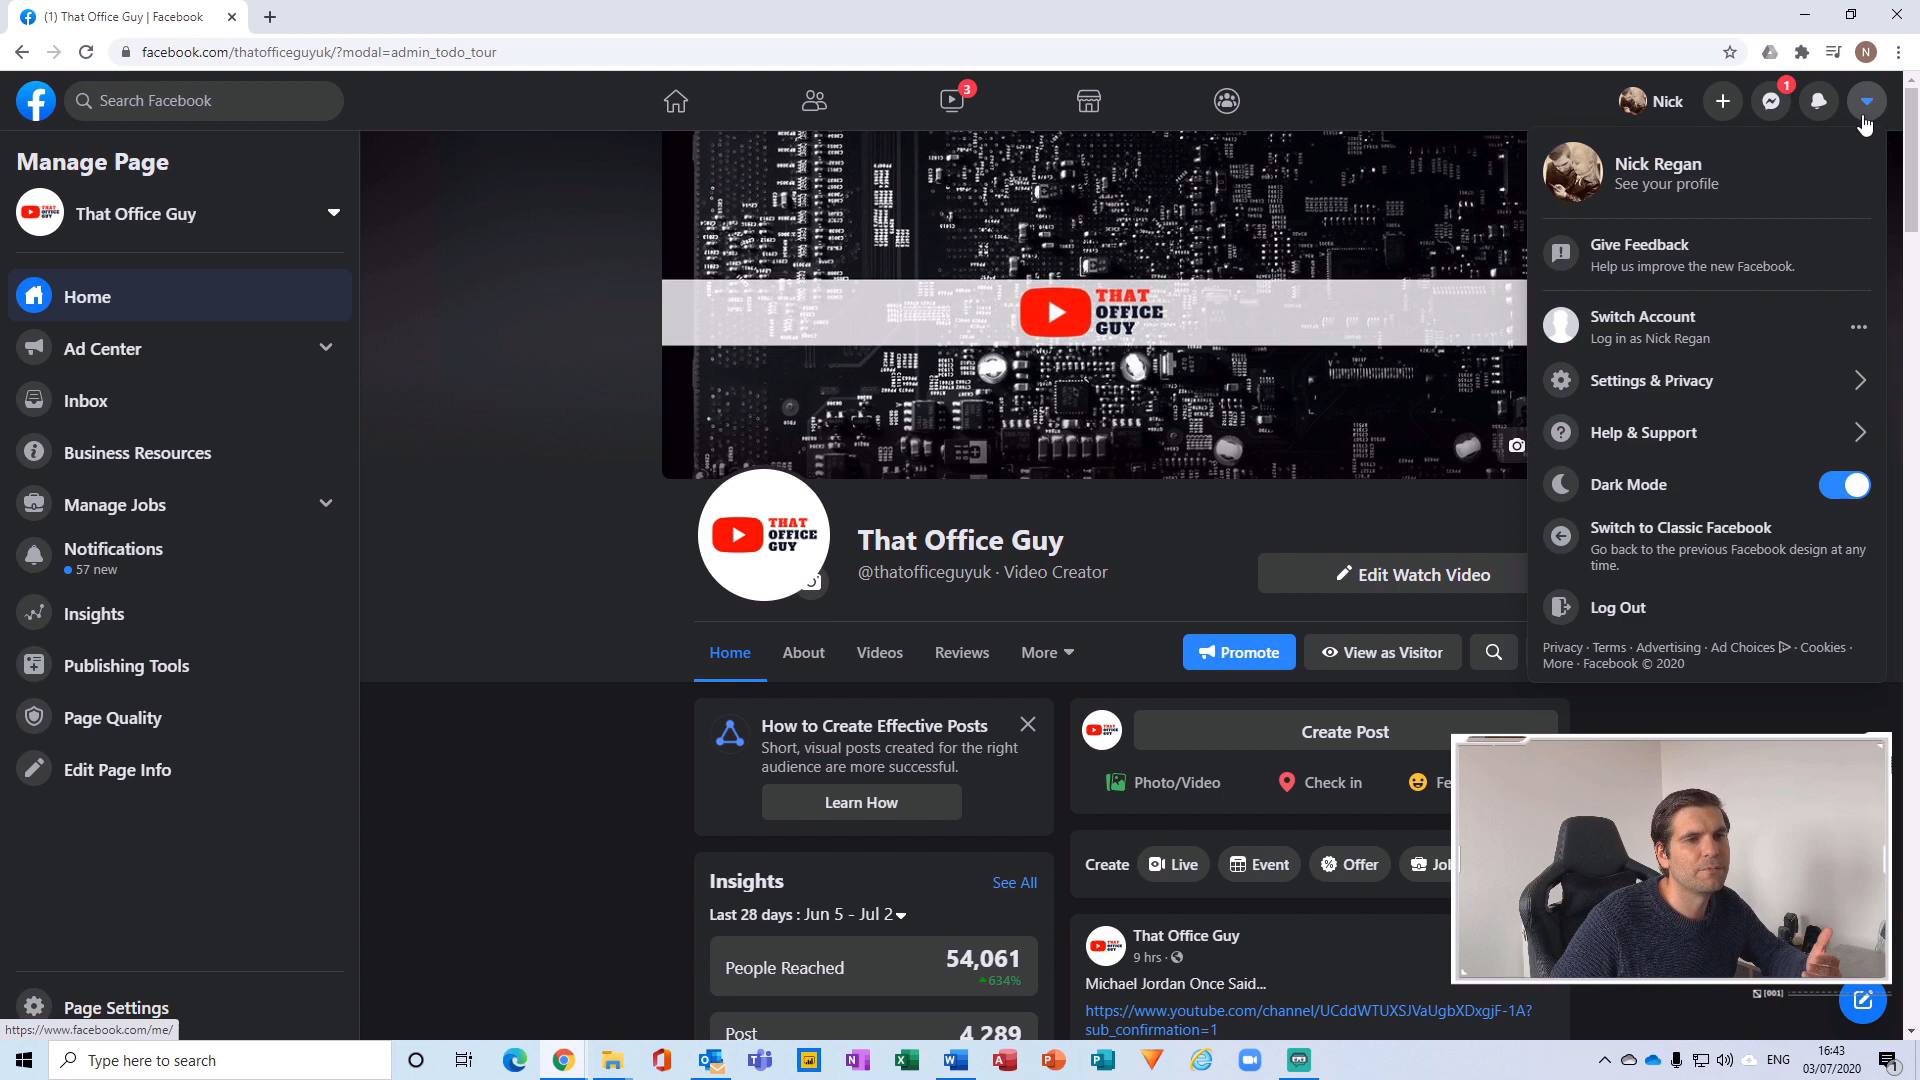 (1) That Office Guy | Facebook
facebook.com/thatofficeguyuk/?modal=admin_todo_tour
N
Search Facebook
3
Nick
1
Manage Page
That Office Guy
Home
Ad Center
Inbox
Business Resources
Manage Jobs
Notifications
57 new
Insights
Publishing Tools
Page Quality
Edit Page Info
Page Settings
https://www.facebook.com/me/
THAT
OFFICE
GUY
THAT
OFFICE
GUY
That Office Guy
@thatofficeguyuk · Video Creator
Edit Watch Video
Home
About
Videos
Reviews
More
Promote
View as Visitor
How to Create Effective Posts
Short, visual posts created for the right
audience are more successful.
Learn How
Insights
See All
Last 28 days : Jun 5 - Jul 2
People Reached
54,061
634%
Post
4,289
Create Post
Photo/Video
Check in
Fe
Create
Live
Event
Offer
Job
That Office Guy
9 hrs ·
Michael Jordan Once Said...
https://www.youtube.com/channel/UCddWTUXSJVaUgbXDxgjF-1A?
sub_confirmation=1
Nick Regan
See your profile
Give Feedback
Help us improve the new Facebook.
Switch Account
Log in as Nick Regan
Settings & Privacy
Help & Support
Dark Mode
Switch to Classic Facebook
Go back to the previous Facebook design at any
time.
Log Out
Privacy · Terms · Advertising · Ad Choices · Cookies ·
More · Facebook © 2020
[001]
Type here to search
ENG
16:43
03/07/2020
1